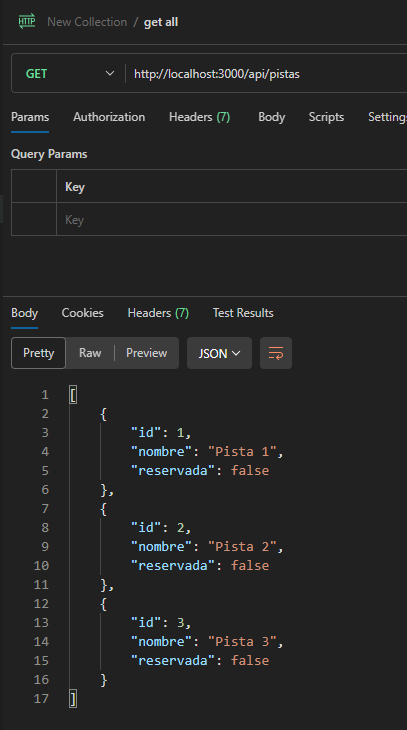 HTTP New Collection / get all
GET http://localhost:3000/api/pistas
Params Authorization Headers (7) Body Scripts Settings
Query Params
Key
Key
Body Cookies Headers (7) Test Results
Pretty Raw Preview JSON
1 [
2 {
3 "id": 1,
4 "nombre": "Pista 1",
5 "reservada": false
6 },
7 {
8 "id": 2,
9 "nombre": "Pista 2",
10 "reservada": false
11 },
12 {
13 "id": 3,
14 "nombre": "Pista 3",
15 "reservada": false
16 }
17 ]